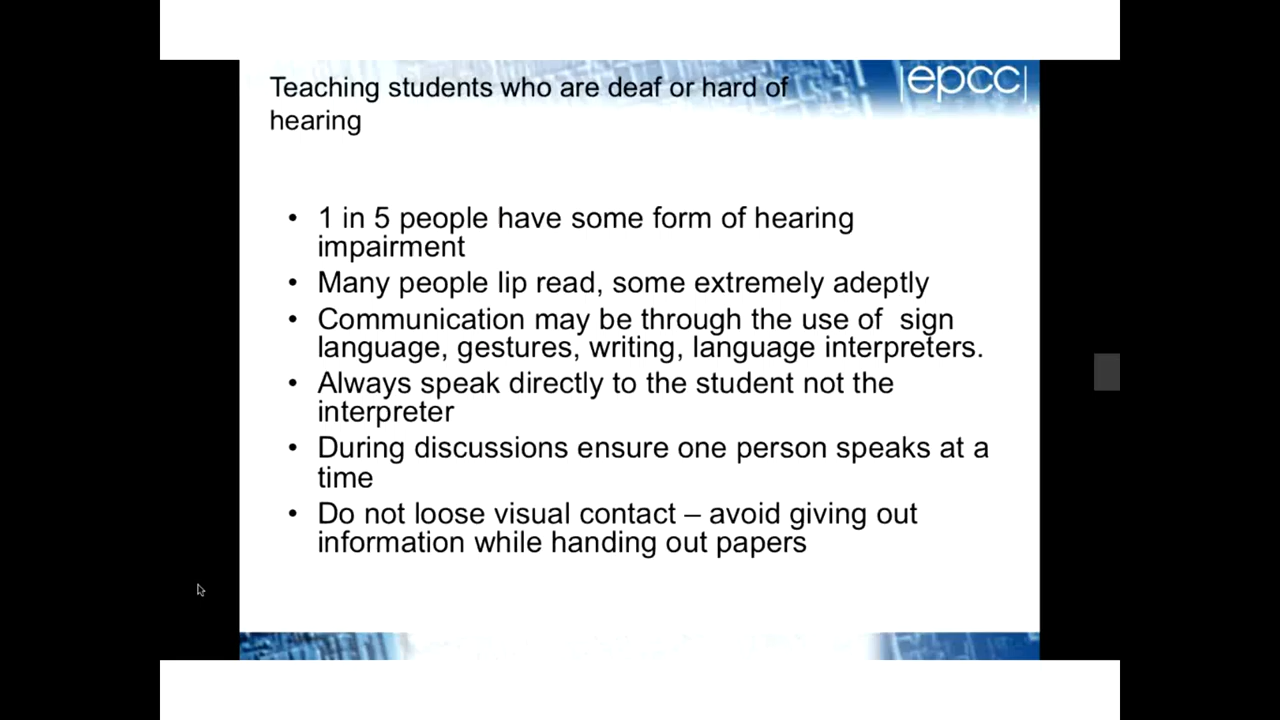 Teaching students who are deaf or hard of
hearing
|epcc|
• 1 in 5 people have some form of hearing
impairment
• Many people lip read, some extremely adeptly
• Communication may be through the use of  sign
language, gestures, writing, language interpreters.
• Always speak directly to the student not the
interpreter
• During discussions ensure one person speaks at a
time
• Do not loose visual contact – avoid giving out
information while handing out papers